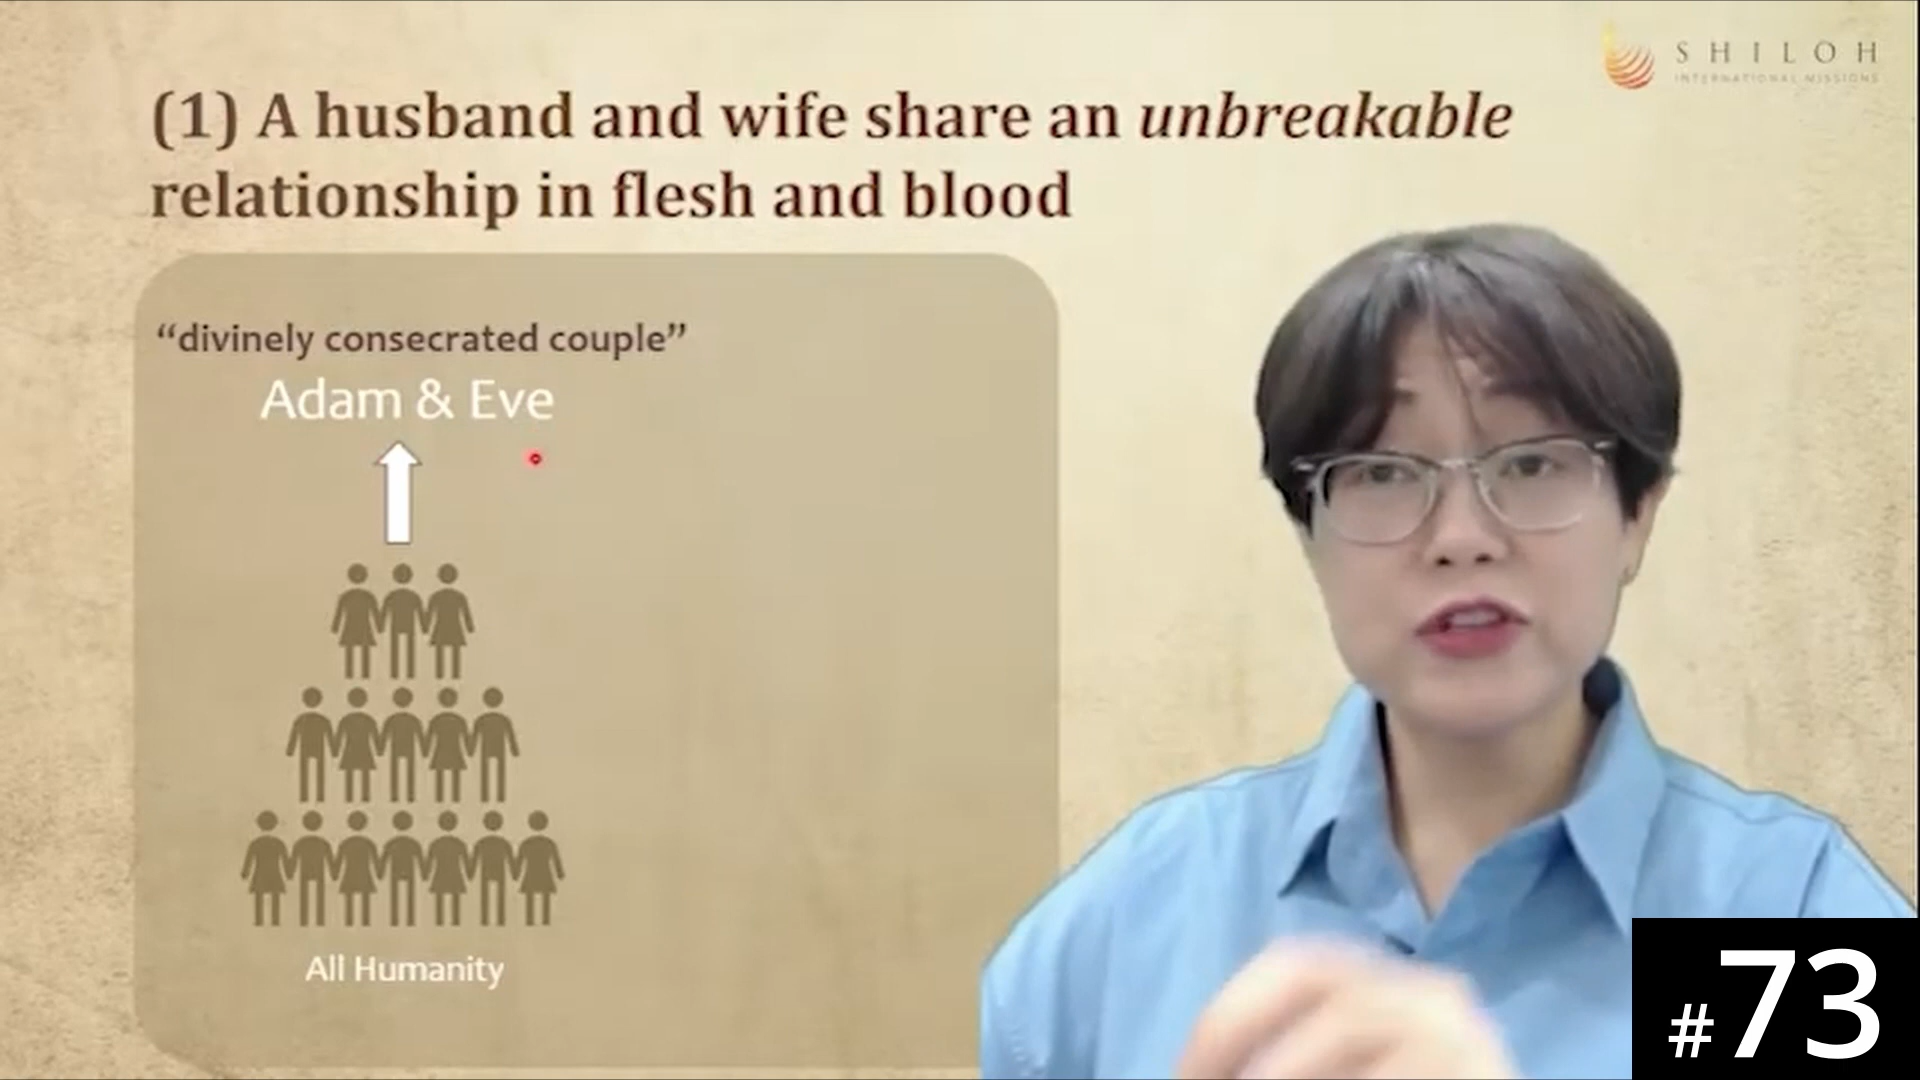 SHILOH
INTERNATIONAL MISSIONS
(1) A husband and wife share an unbreakable
relationship in flesh and blood
“divinely consecrated couple”
Adam & Eve
All Humanity
#73